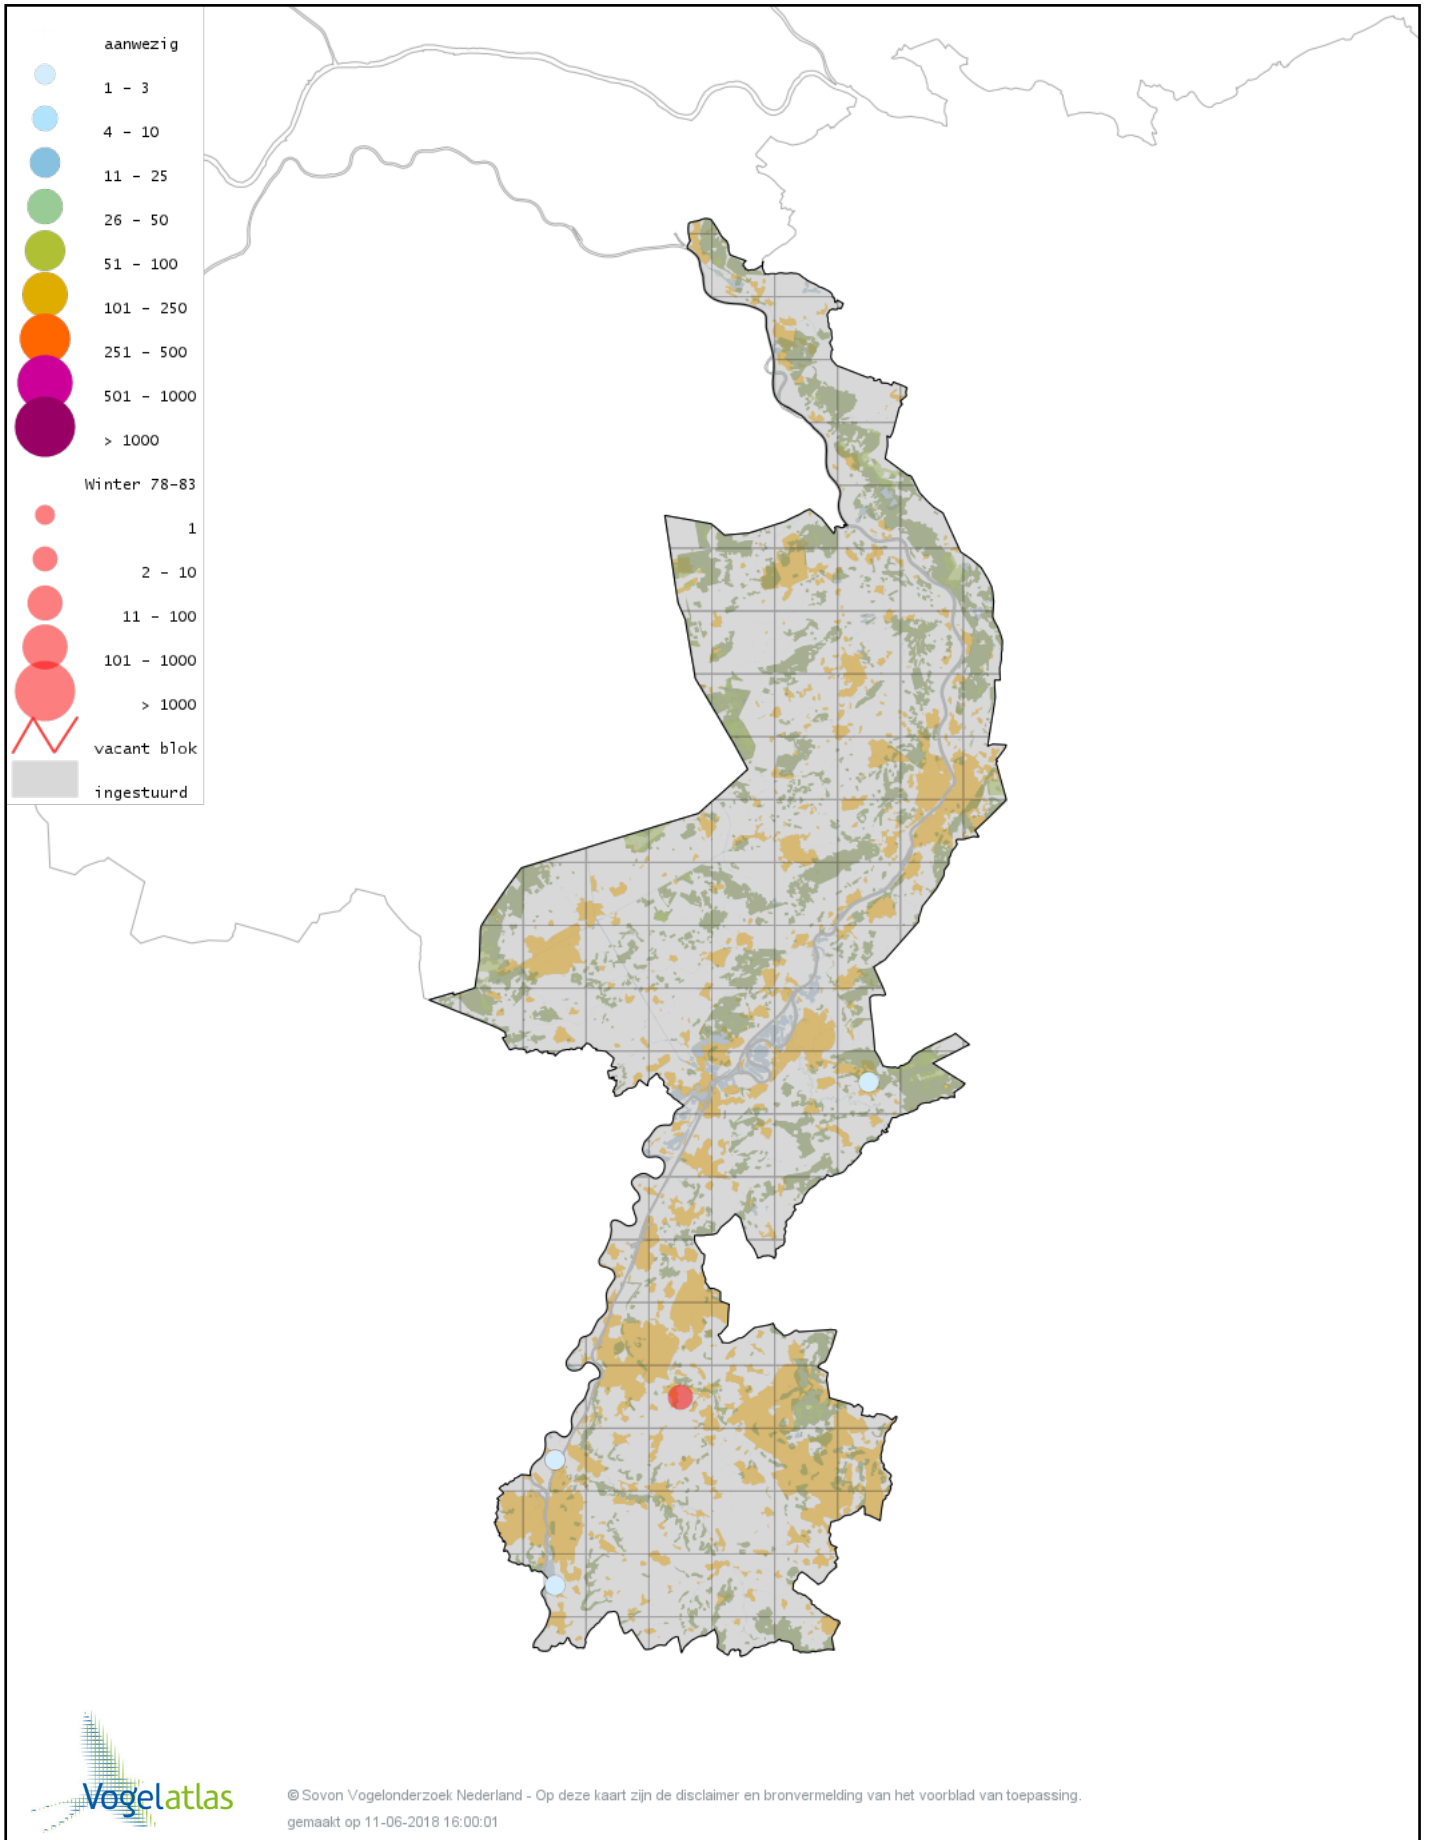 aanwezig
1 - 3
4 - 10
11 - 25
26 - 50
51 - 100
101 - 250
251 - 500
501 - 1000
> 1000
Winter 78-83
1
2 - 10
11 - 100
101 - 1000
> 1000
vacant blok
ingestuurd
Vogelatlas
© Sovon Vogelonderzoek Nederland - Op deze kaart zijn de disclaimer en bronvermelding van het voorblad van toepassing.
gemaakt op 11-06-2018 16:00:01